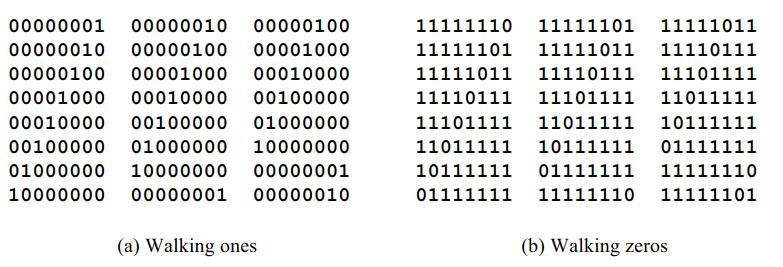 00000001 00000010 00000100 11111110 11111101 11111011
00000010 00000100 00001000 11111101 11111011 11110111
00000100 00001000 00010000 11111011 11110111 11101111
00001000 00010000 00100000 11110111 11101111 11011111
00010000 00100000 01000000 11101111 11011111 10111111
00100000 01000000 10000000 11011111 10111111 01111111
01000000 10000000 00000001 10111111 01111111 11111110
10000000 00000001 00000010 01111111 11111110 11111101
(a) Walking ones (b) Walking zeros